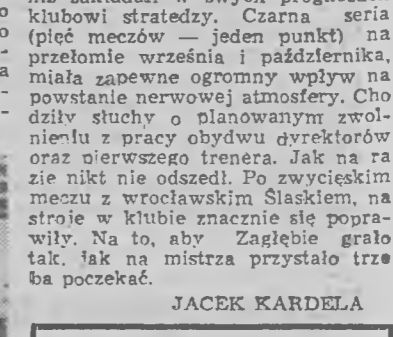 klubowi stratedzy. Czarna seria
(pięć meczów — jeden punkt) na
przełomie września i października,
miała zapewne ogromny wpływ na
powstanie nerwowej atmosfery. Cho
dziły słuchy o planowanym zwol-
nieniu z pracy obydwu dyrektorów
oraz pierwszego trenera. Jak na ra
zie nikt nie odszedł. Po zwycięskim
meczu z wrocławskim Śląskiem, na
stroje w klubie znacznie się popra-
wiły. Na to, aby Zagłębie grało
tak, jak na mistrza przystało trze
ba poczekać.
JACEK KARDELA